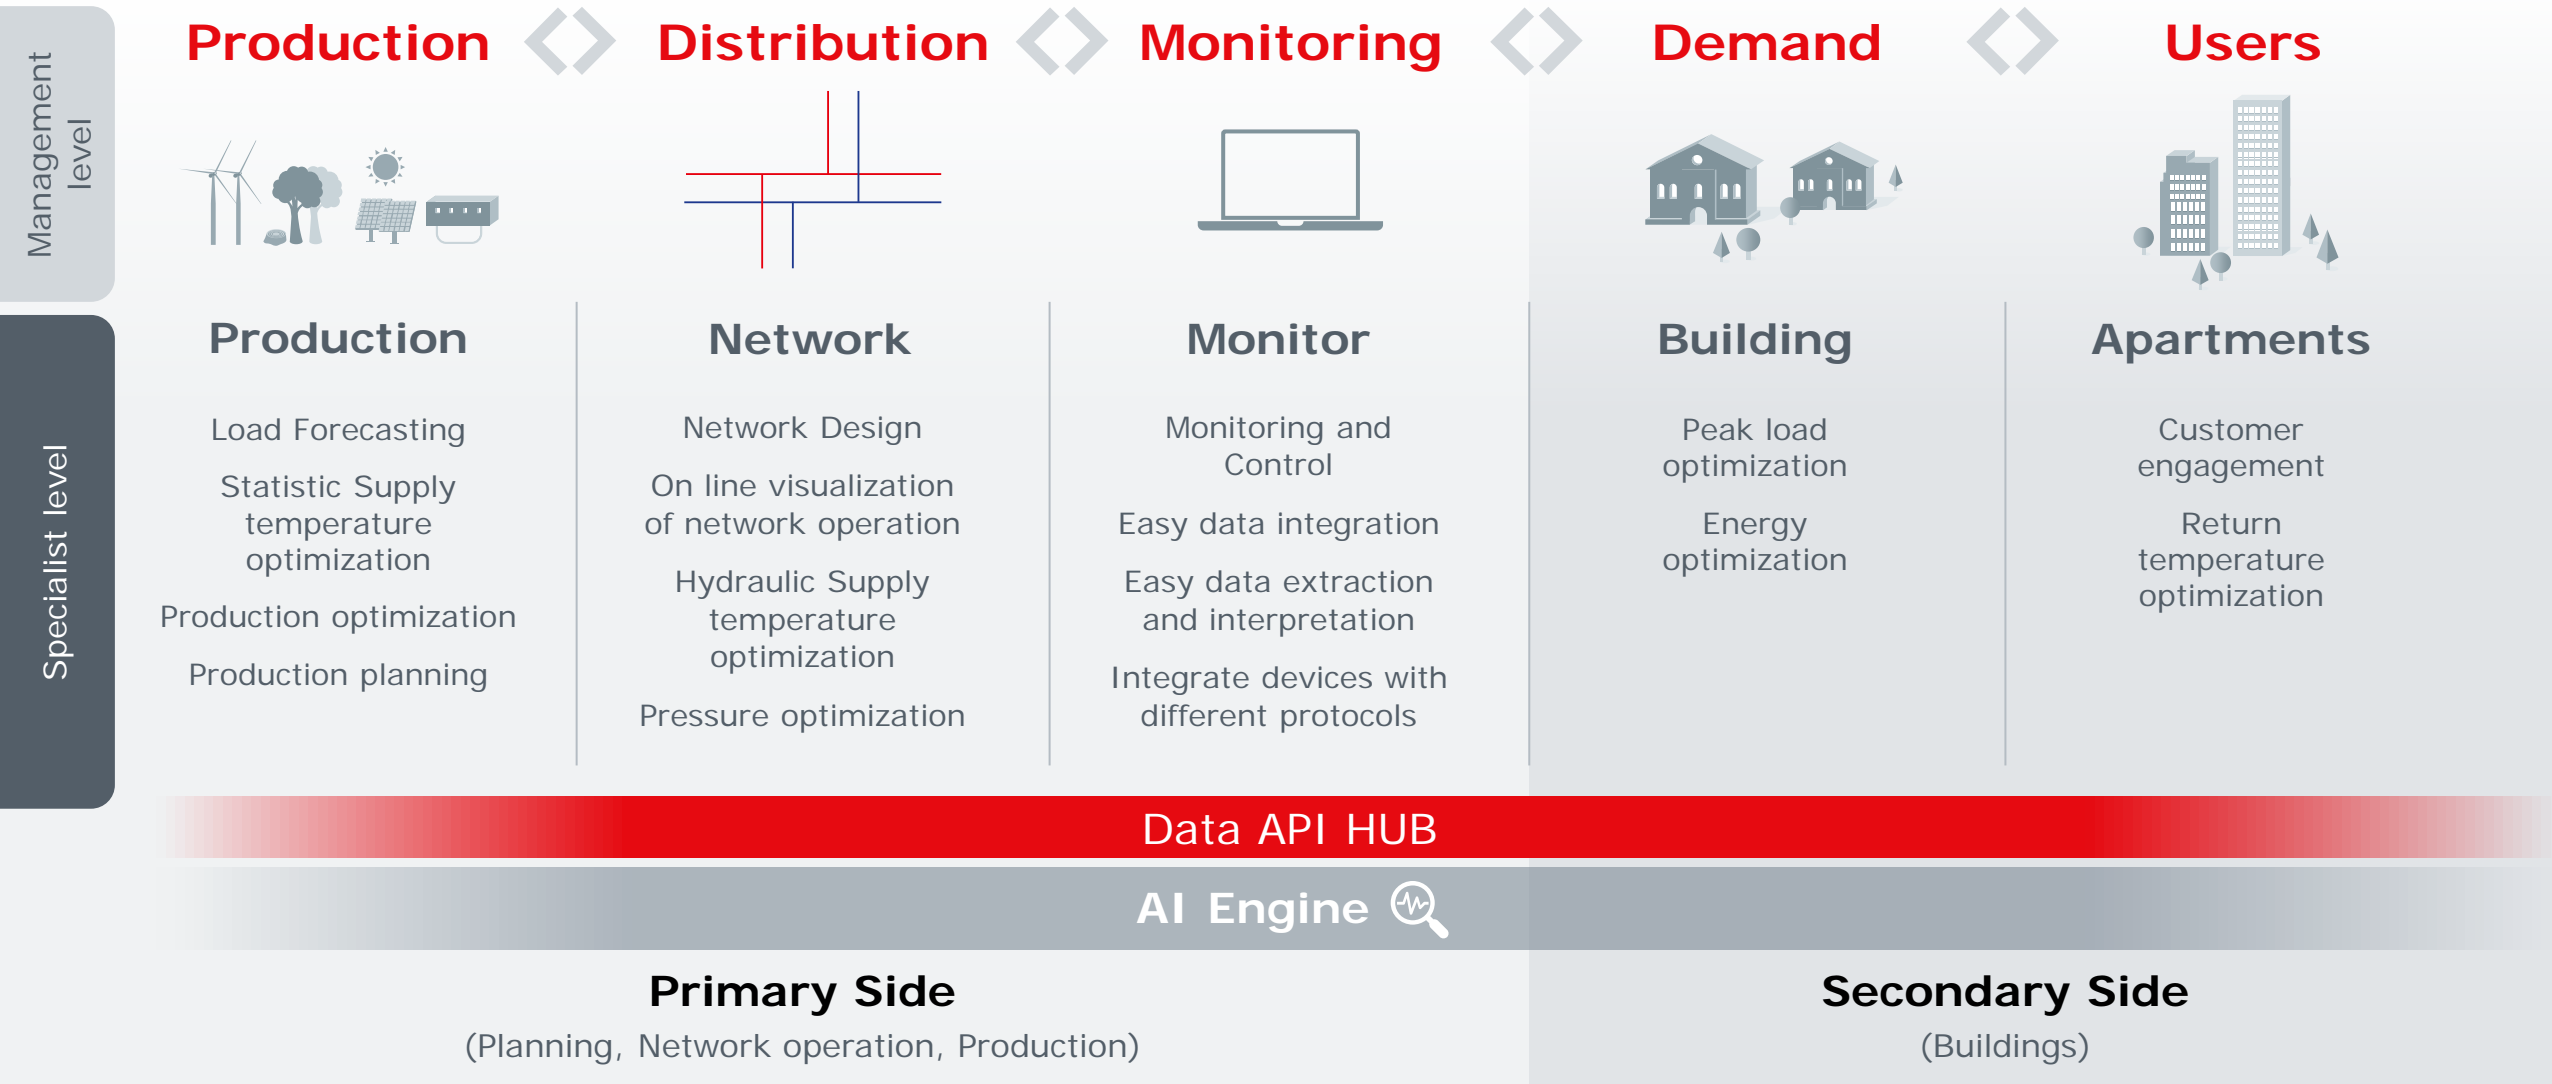 Management
level
Production
Distribution
Monitoring
Demand
Users
Specialist level
Production
Load Forecasting
Statistic Supply
temperature
optimization
Production optimization
Production planning
Network
Network Design
On line visualization
of network operation
Hydraulic Supply
temperature
optimization
Pressure optimization
Monitor
Monitoring and
Control
Easy data integration
Easy data extraction
and interpretation
Integrate devices with
different protocols
Building
Peak load
optimization
Energy
optimization
Apartments
Customer
engagement
Return
temperature
optimization
Data API HUB
AI Engine
Primary Side
(Planning, Network operation, Production)
Secondary Side
(Buildings)